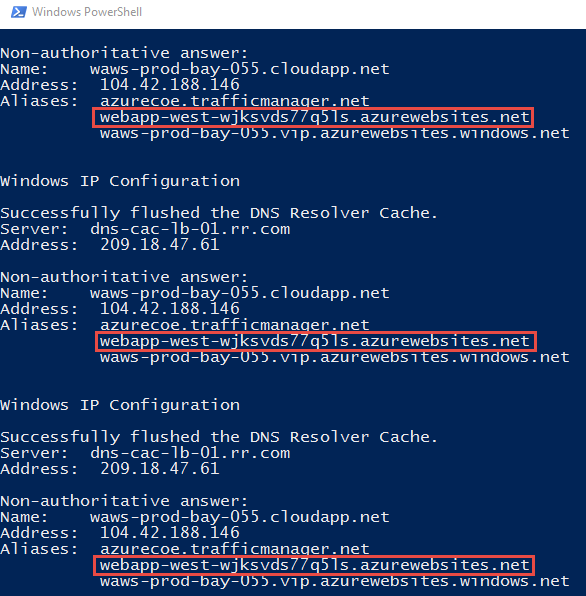 Windows PowerShell
Non-authoritative answer:
Name:    waws-prod-bay-055.cloudapp.net
Address:  104.42.188.146
Aliases:  azurecoe.trafficmanager.net
          webapp-west-wjksvds77q5ls.azurewebsites.net
          waws-prod-bay-055.vip.azurewebsites.windows.net
Windows IP Configuration
Successfully flushed the DNS Resolver Cache.
Server:  dns-cac-lb-01.rr.com
Address:  209.18.47.61
Non-authoritative answer:
Name:    waws-prod-bay-055.cloudapp.net
Address:  104.42.188.146
Aliases:  azurecoe.trafficmanager.net
          webapp-west-wjksvds77q5ls.azurewebsites.net
          waws-prod-bay-055.vip.azurewebsites.windows.net
Windows IP Configuration
Successfully flushed the DNS Resolver Cache.
Server:  dns-cac-lb-01.rr.com
Address:  209.18.47.61
Non-authoritative answer:
Name:    waws-prod-bay-055.cloudapp.net
Address:  104.42.188.146
Aliases:  azurecoe.trafficmanager.net
          webapp-west-wjksvds77q5ls.azurewebsites.net
          waws-prod-bay-055.vip.azurewebsites.windows.net